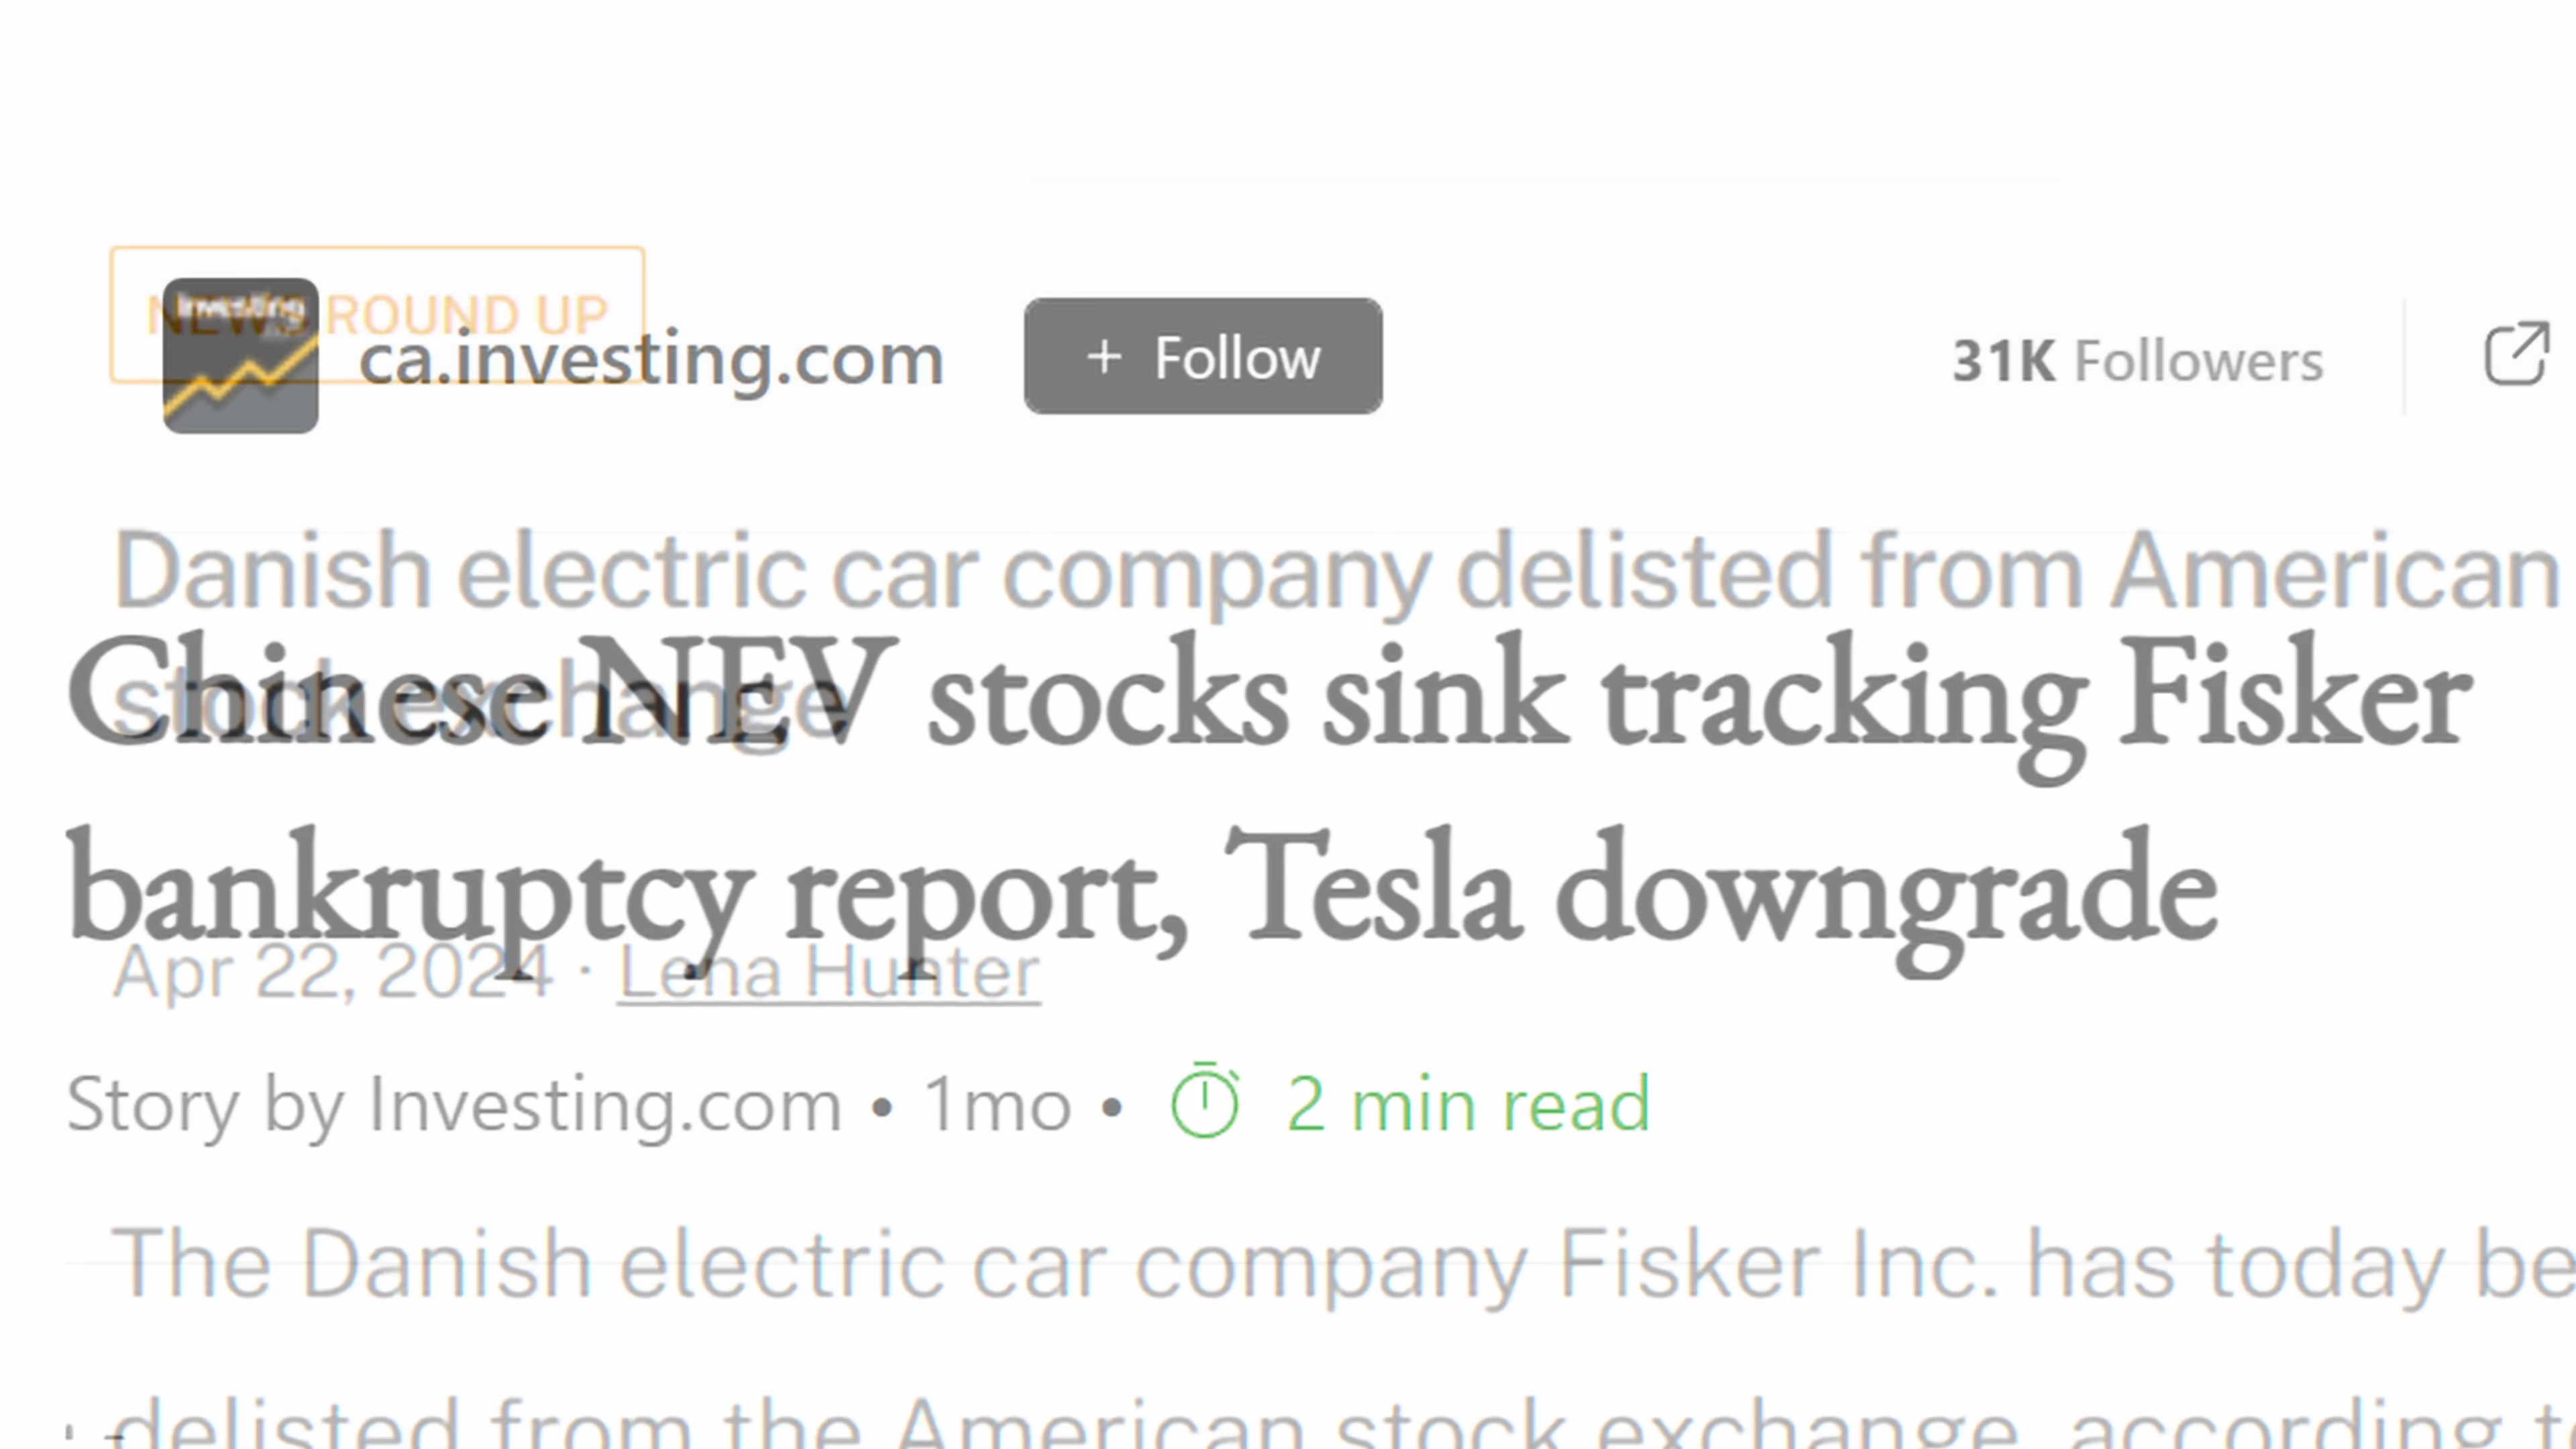 NEWS ROUND UP
Investing
ca.investing.com
+ Follow
31K Followers
Danish electric car company delisted from American
stock exchange
Chinese NEV stocks sink tracking Fisker
bankruptcy report, Tesla downgrade
Apr 22, 2024 · Lena Hunter
Story by Investing.com • 1mo • 2 min read
The Danish electric car company Fisker Inc. has today be
delisted from the American stock exchange, according t